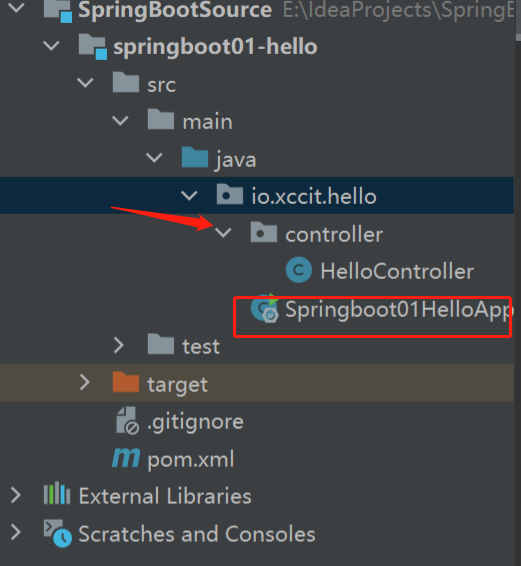 SpringBootSource E:\IdeaProjects\SpringB
springboot01-hello
src
main
java
io.xccit.hello
controller
HelloController
Springboot01HelloApp
test
target
.gitignore
pom.xml
External Libraries
Scratches and Consoles